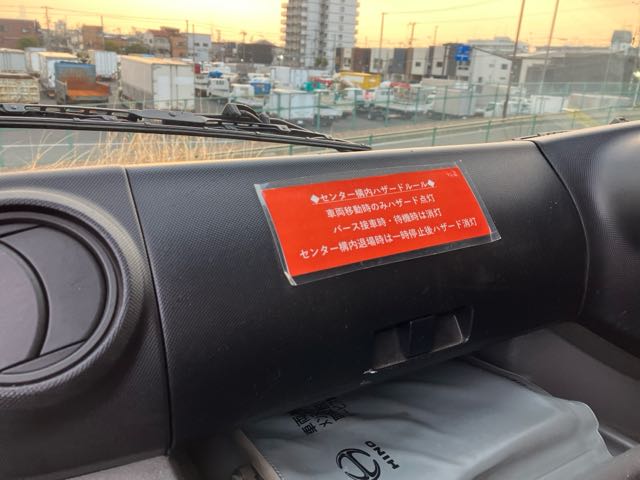 ◆センター構内ハザードルール◆
車両移動時のみハザード点灯
バース接車時・待機時は消灯
センター構内退場時は一時停止後ハザード消灯
HINO